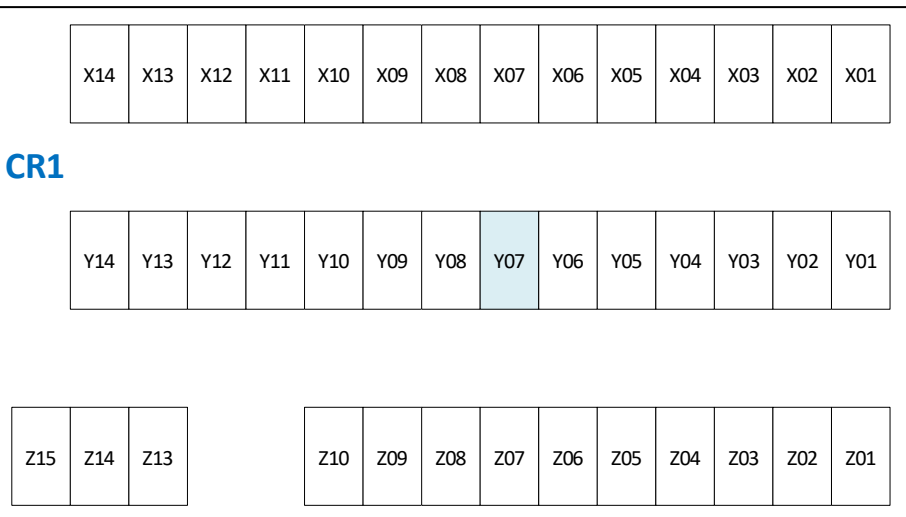 X14 X13 X12 X11 X10 X09 X08 X07 X06 X05 X04 X03 X02 X01
CR1
Y14 Y13 Y12 Y11 Y10 Y09 Y08 Y07 Y06 Y05 Y04 Y03 Y02 Y01
Z15 Z14 Z13 Z10 Z09 Z08 Z07 Z06 Z05 Z04 Z03 Z02 Z01